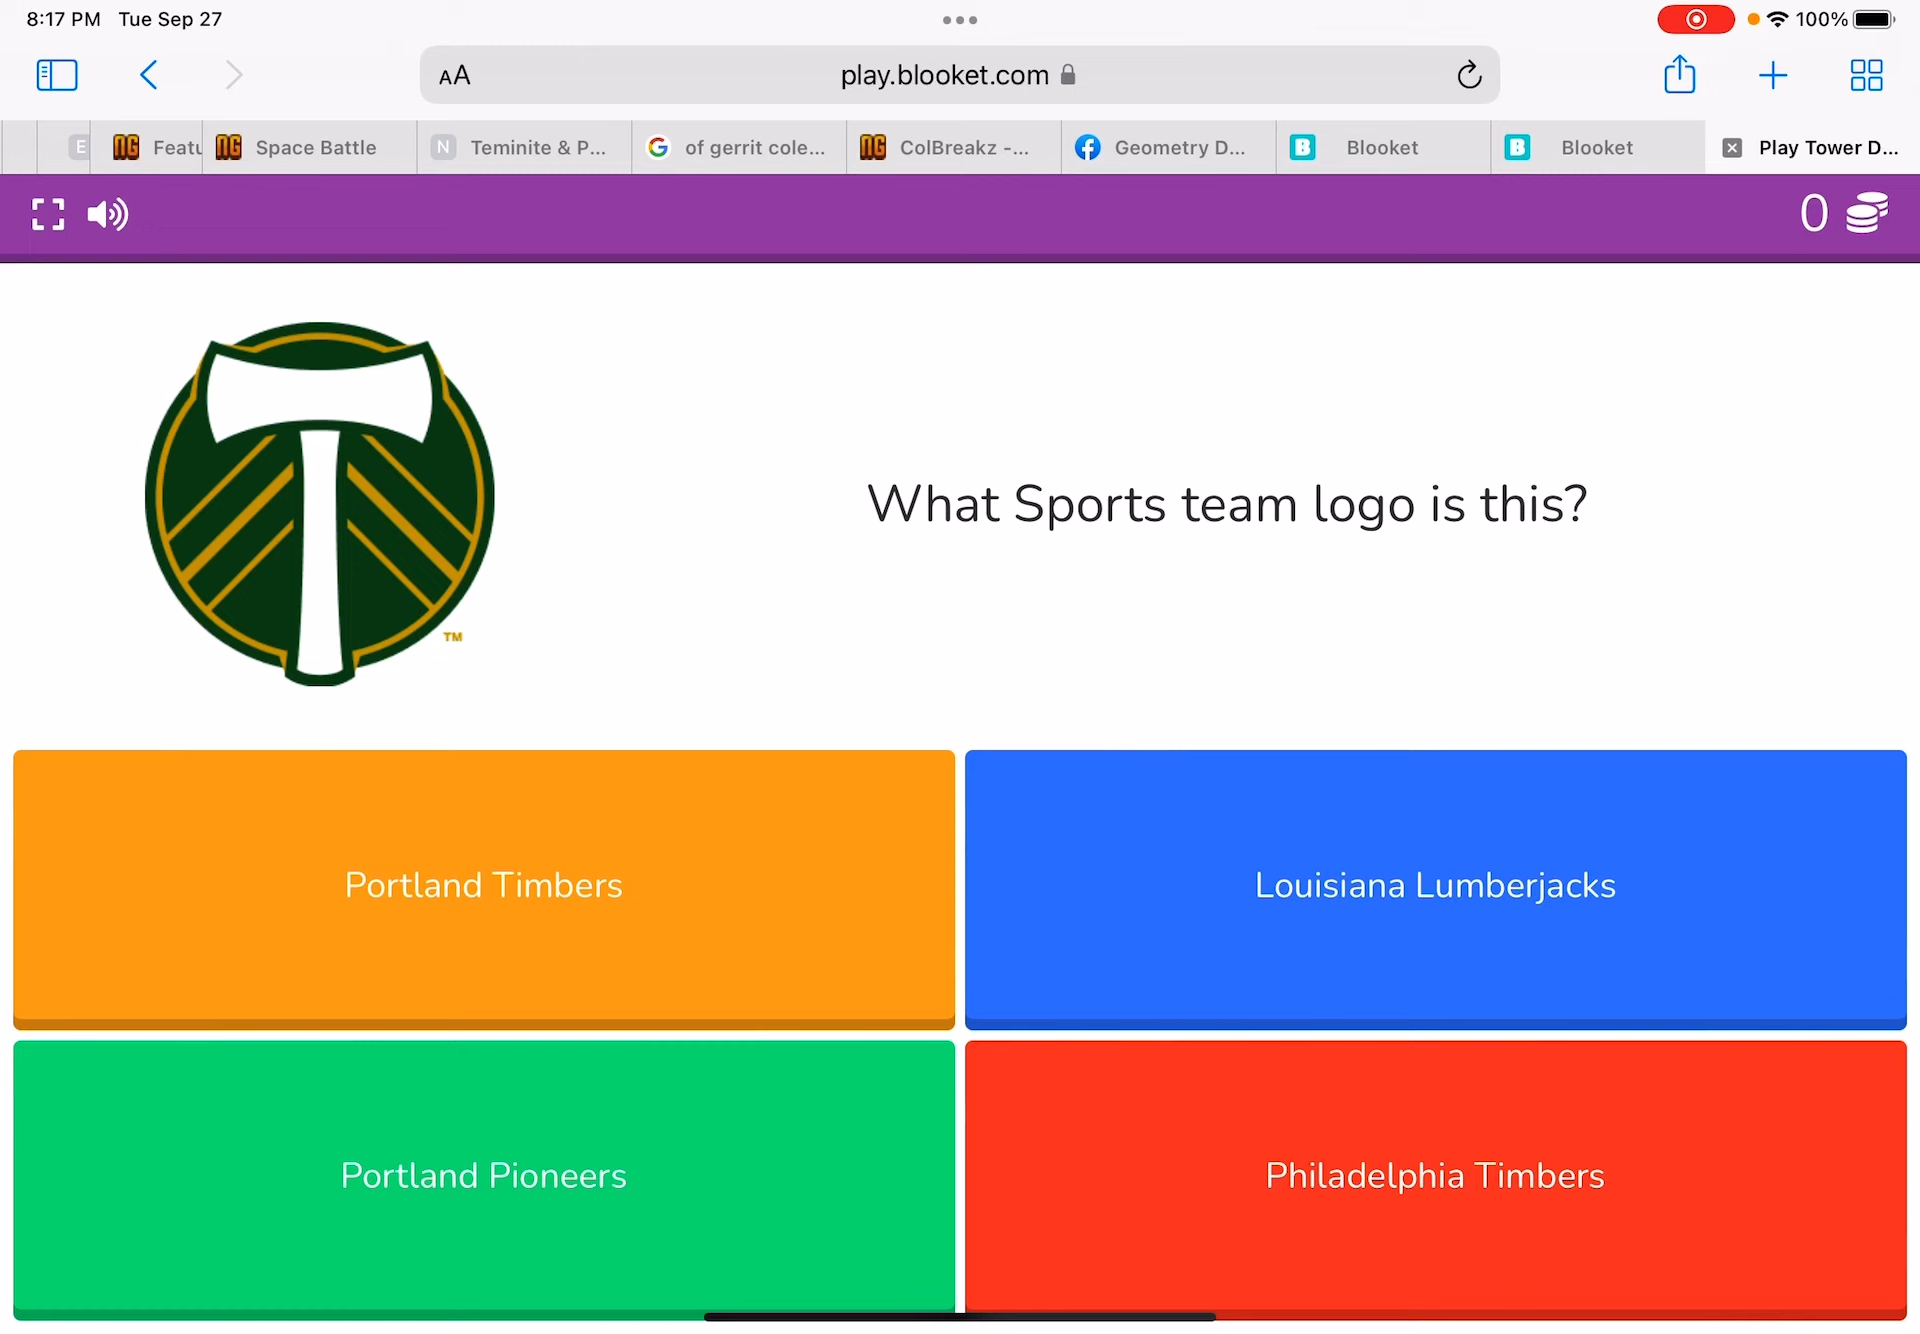 8:17 PM Tue Sep 27
100%
AA
play.blooket.com
E
Featu
Space Battle
N
Teminite & P...
of gerrit cole...
ColBreakz -...
Geometry D...
B
Blooket
B
Blooket
Play Tower D...
0
TM
What Sports team logo is this?
Portland Timbers
Louisiana Lumberjacks
Portland Pioneers
Philadelphia Timbers